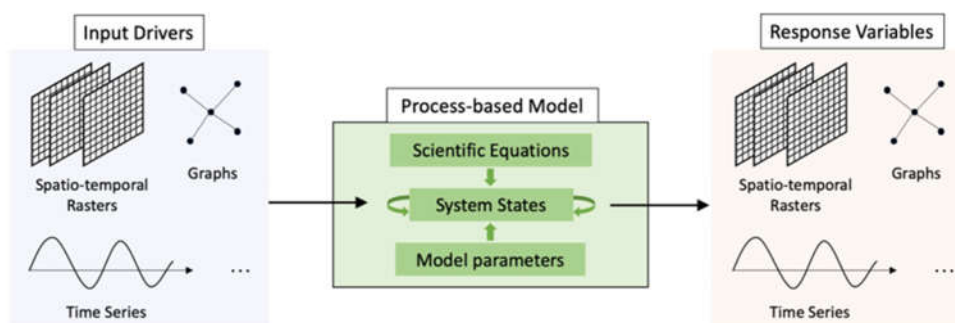 Input Drivers
Spatio-temporal
Rasters
Graphs
Time Series
...
Process-based Model
Scientific Equations
System States
Model parameters
Response Variables
Spatio-temporal
Rasters
Graphs
Time Series
...